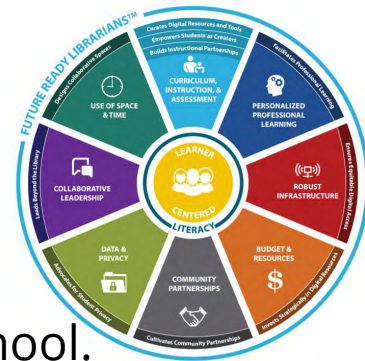 FUTURE READY LIBRARIANS™
Curates Digital Resources and Tools
Empowers Students as Creators
Builds Instructional Partnerships
CURRICULUM,
INSTRUCTION, &
ASSESSMENT
Facilitates Professional Learning
PERSONALIZED
PROFESSIONAL
LEARNING
Ensures Equitable Digital Access
ROBUST
INFRASTRUCTURE
Invests Strategically in Digital Resources
BUDGET &
RESOURCES
$
Cultivates Community Partnerships
COMMUNITY
PARTNERSHIPS
Advocates for Student Privacy
DATA &
PRIVACY
Leads Beyond the Library
COLLABORATIVE
LEADERSHIP
Designs Collaborative Spaces
USE OF SPACE
& TIME
LEARNER
CENTERED
LITERACY
hool.